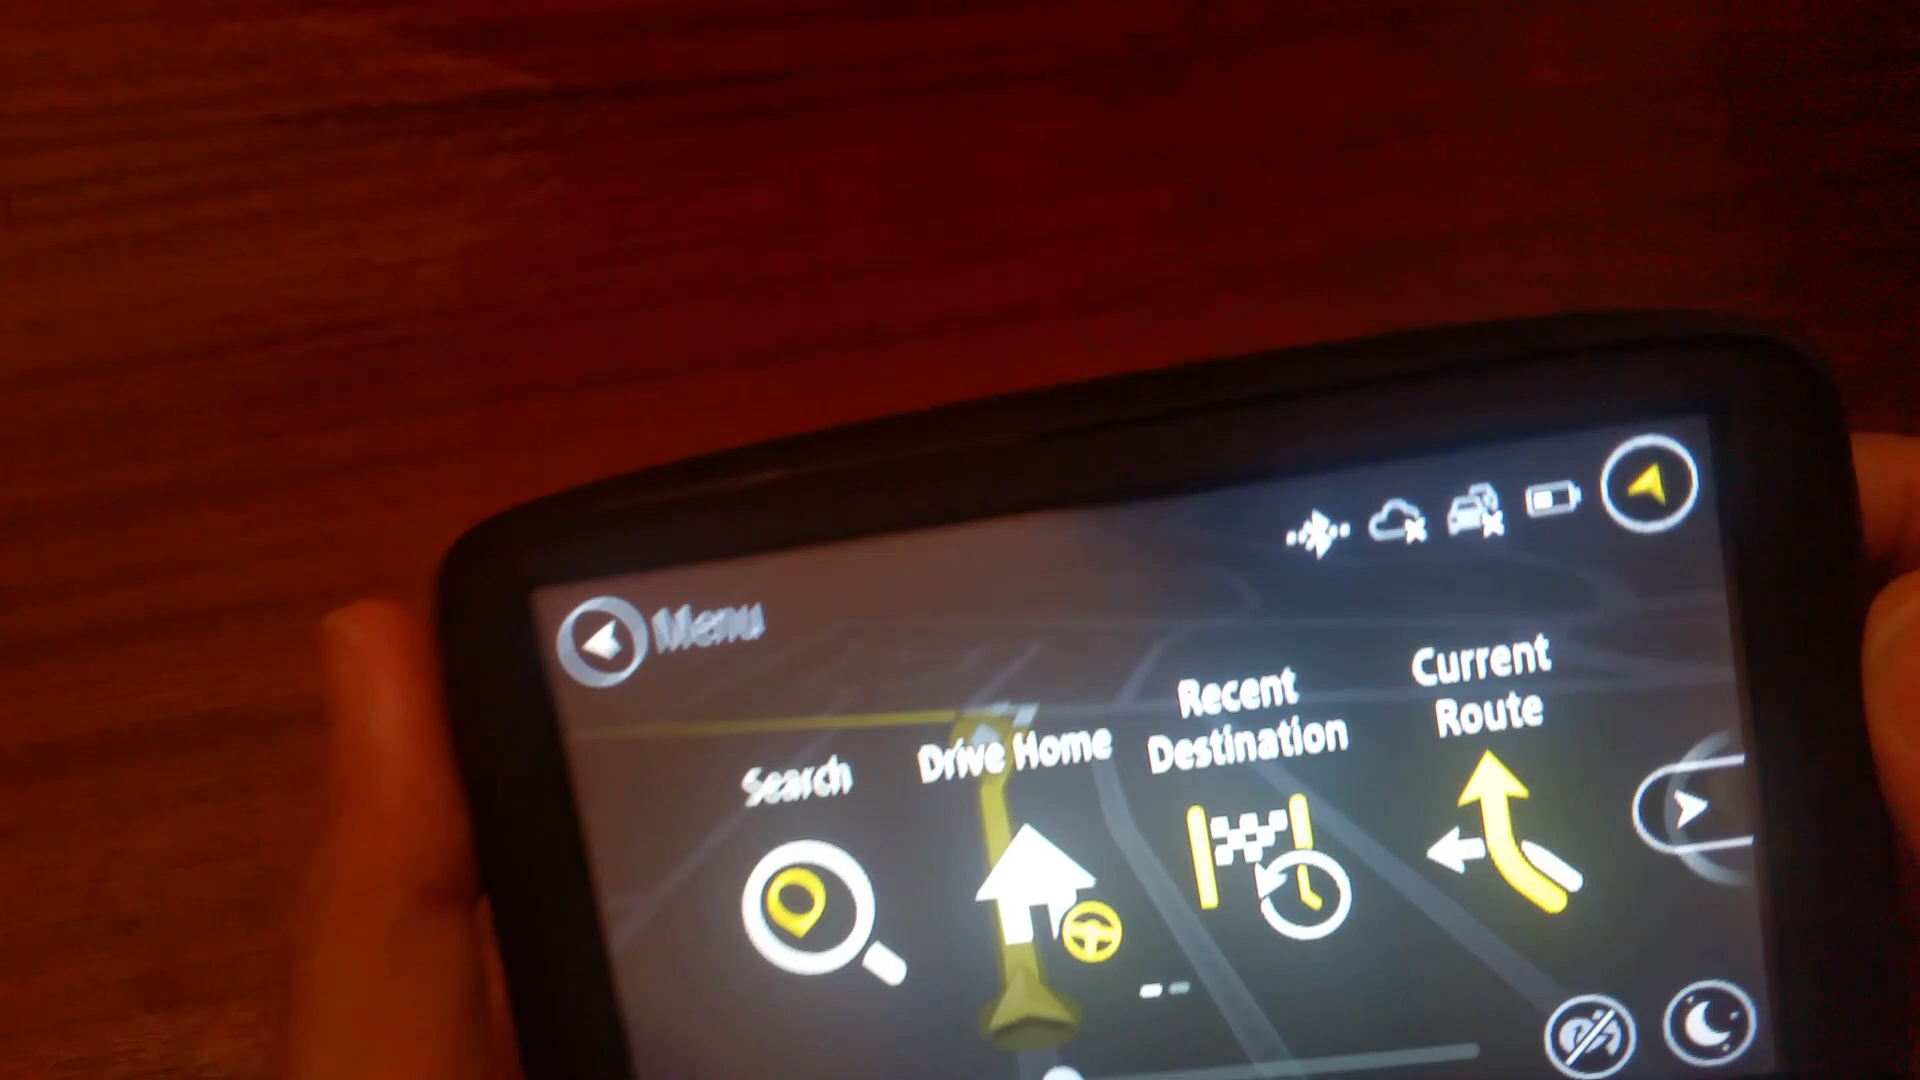 Menu
Search
Drive Home
Recent
Destination
Current
Route